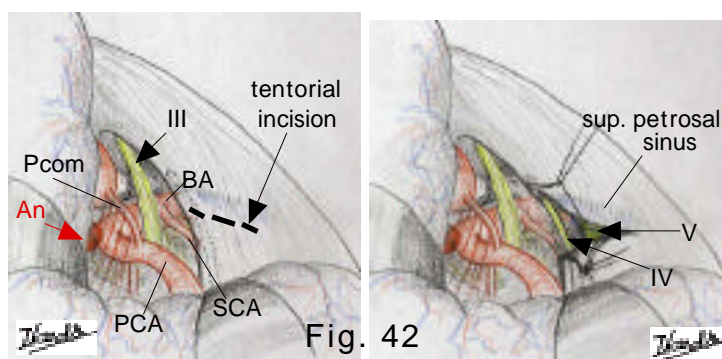 tentorial
incision
III
Pcom
BA
An
PCA
SCA
Fig. 42
sup. petrosal
sinus
V
IV